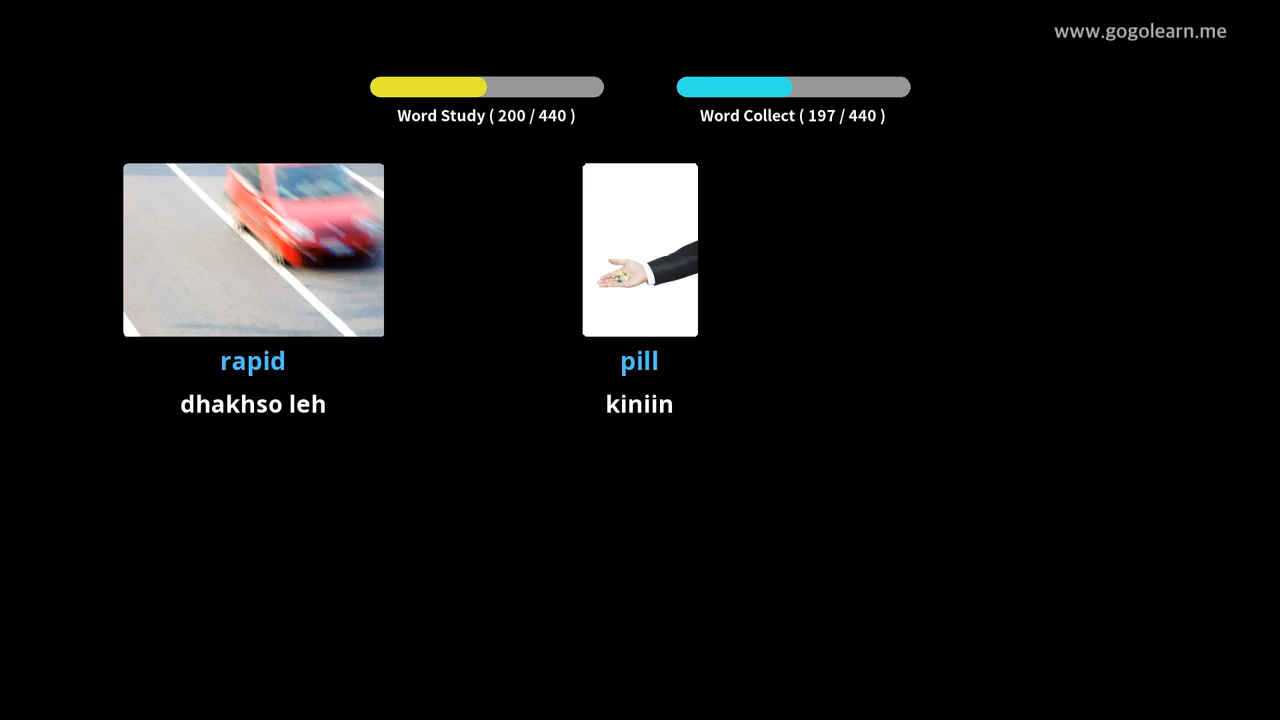 www.gogolearn.me
Word Study ( 200 / 440 )
Word Collect ( 197 / 440 )
rapid
dhakhso leh
pill
kiniin